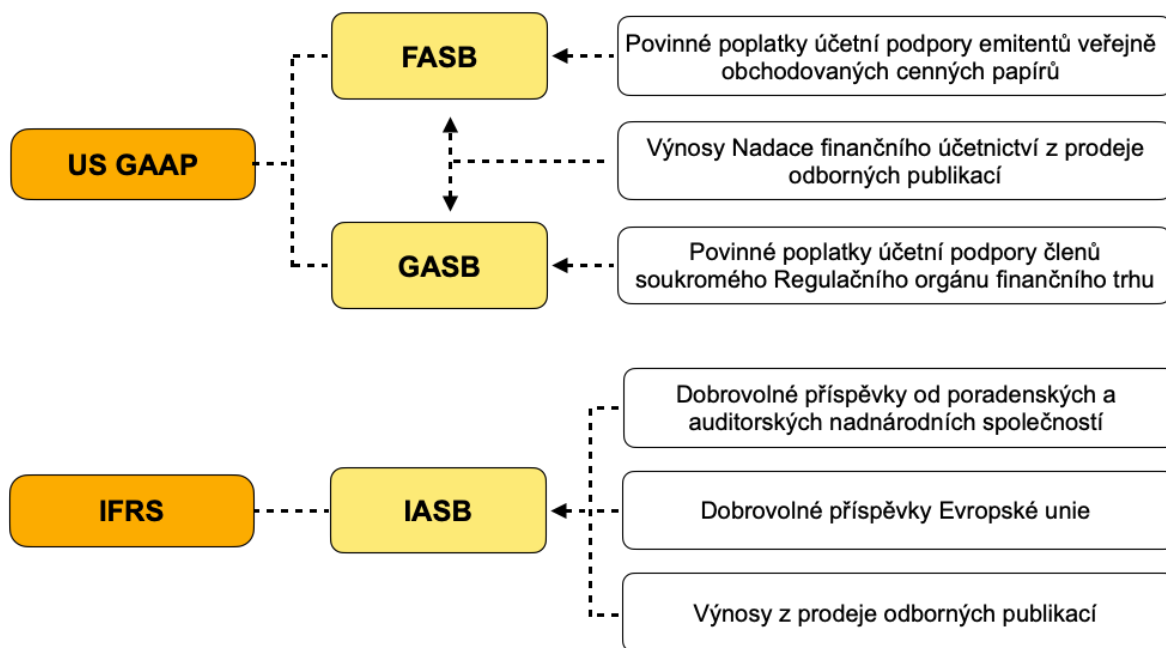 FASB
Povinné poplatky účetní podpory emitentů veřejně
obchodovaných cenných papírů
US GAAP
Výnosy Nadace finančního účetnictví z prodeje
odborných publikací
GASB
Povinné poplatky účetní podpory členů
soukromého Regulačního orgánu finančního trhu
Dobrovolné příspěvky od poradenských a
auditorských nadnárodních společností
IFRS
IASB
Dobrovolné příspěvky Evropské unie
Výnosy z prodeje odborných publikací